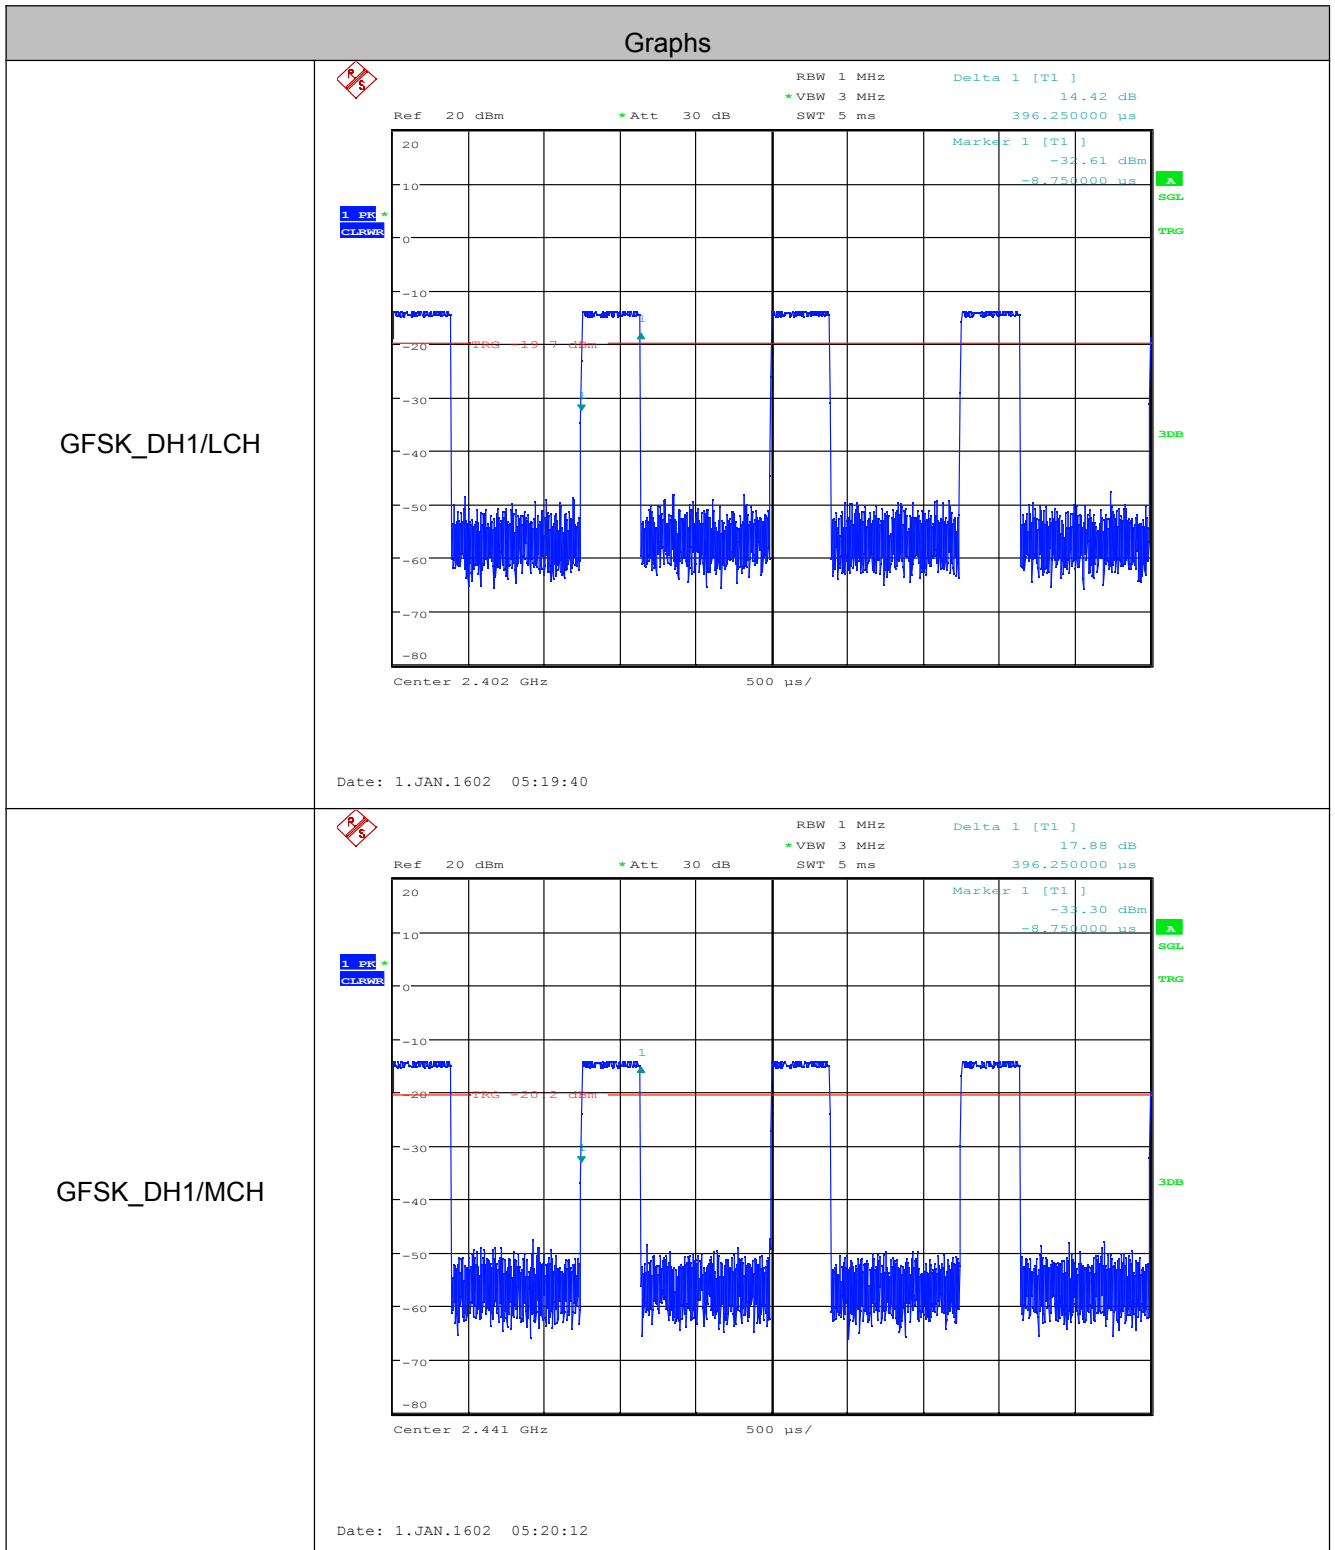 Graphs
GFSK_DH1/LCH
R S
RBW 1 MHz Delta 1 [T1 ]
*VBW 3 MHz 14.42 dB
Ref 20 dBm *Att 30 dB SWT 5 ms 396.250000 µs
20 Marker 1 [T1 ]
-32.61 dBm
10 -8.750000 µs A
SGL
1 PK *
CLRWR
0 TRG
-10
1
-20 TRG -19.7 dBm
1
-30
3DB
-40
-50
-60
-70
-80
Center 2.402 GHz 500 µs/
Date: 1.JAN.1602 05:19:40
GFSK_DH1/MCH
R S
RBW 1 MHz Delta 1 [T1 ]
*VBW 3 MHz 17.88 dB
Ref 20 dBm *Att 30 dB SWT 5 ms 396.250000 µs
20 Marker 1 [T1 ]
-33.30 dBm
10 -8.750000 µs A
SGL
1 PK *
CLRWR
0 TRG
-10
1
-20 TRG -20.2 dBm
1
-30
3DB
-40
-50
-60
-70
-80
Center 2.441 GHz 500 µs/
Date: 1.JAN.1602 05:20:12